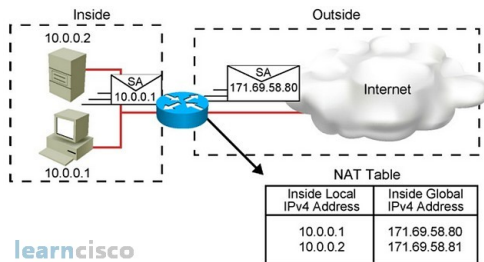 Inside
Outside
10.0.0.2
SA
10.0.0.1
SA
171.69.58.80
Internet
10.0.0.1
NAT Table
Inside Local
IPv4 Address
Inside Global
IPv4 Address
10.0.0.1
171.69.58.80
10.0.0.2
171.69.58.81
learncisco